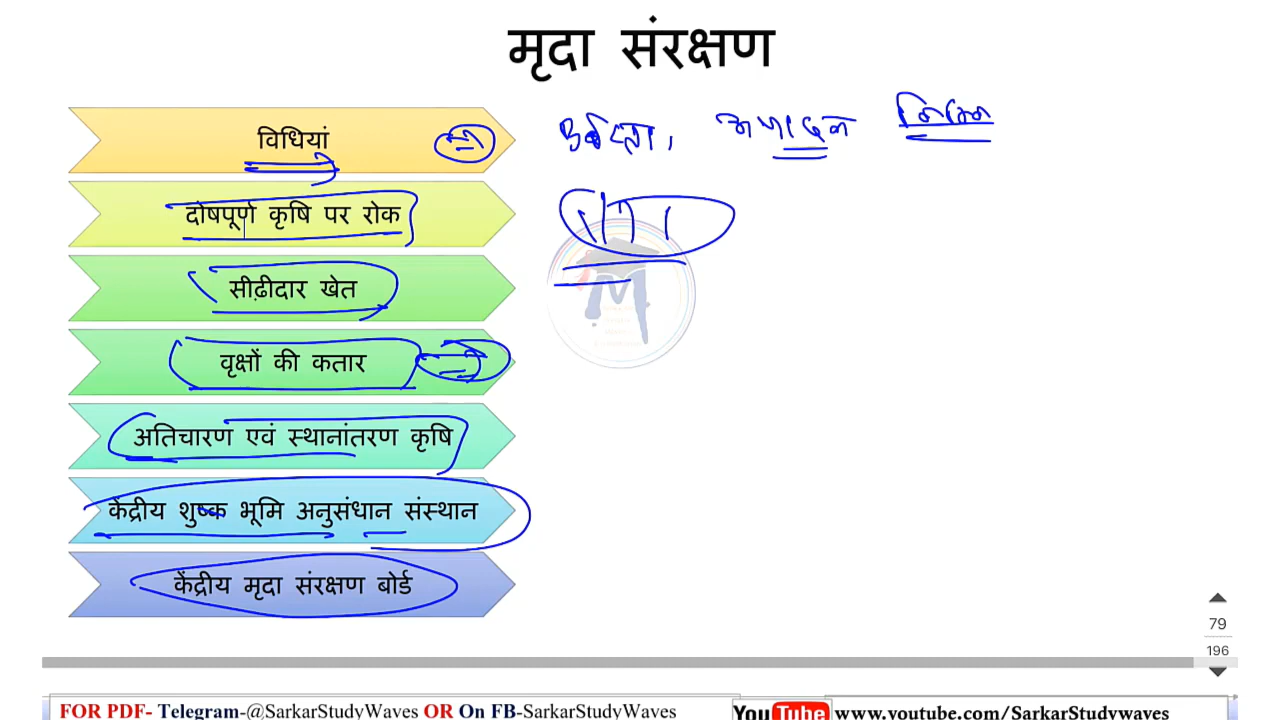 मृदा संरक्षण
विधियां
दोषपूर्ण कृषि पर रोक
सीढ़ीदार खेत
वृक्षों की कतार
अतिचारण एवं स्थानांतरण कृषि
केंद्रीय शुष्क भूमि अनुसंधान संस्थान
केंद्रीय मृदा संरक्षण बोर्ड
79
196
FOR PDF- Telegram-@SarkarStudyWaves OR On FB-SarkarStudyWaves
YouTube www.youtube.com/SarkarStudyWaves